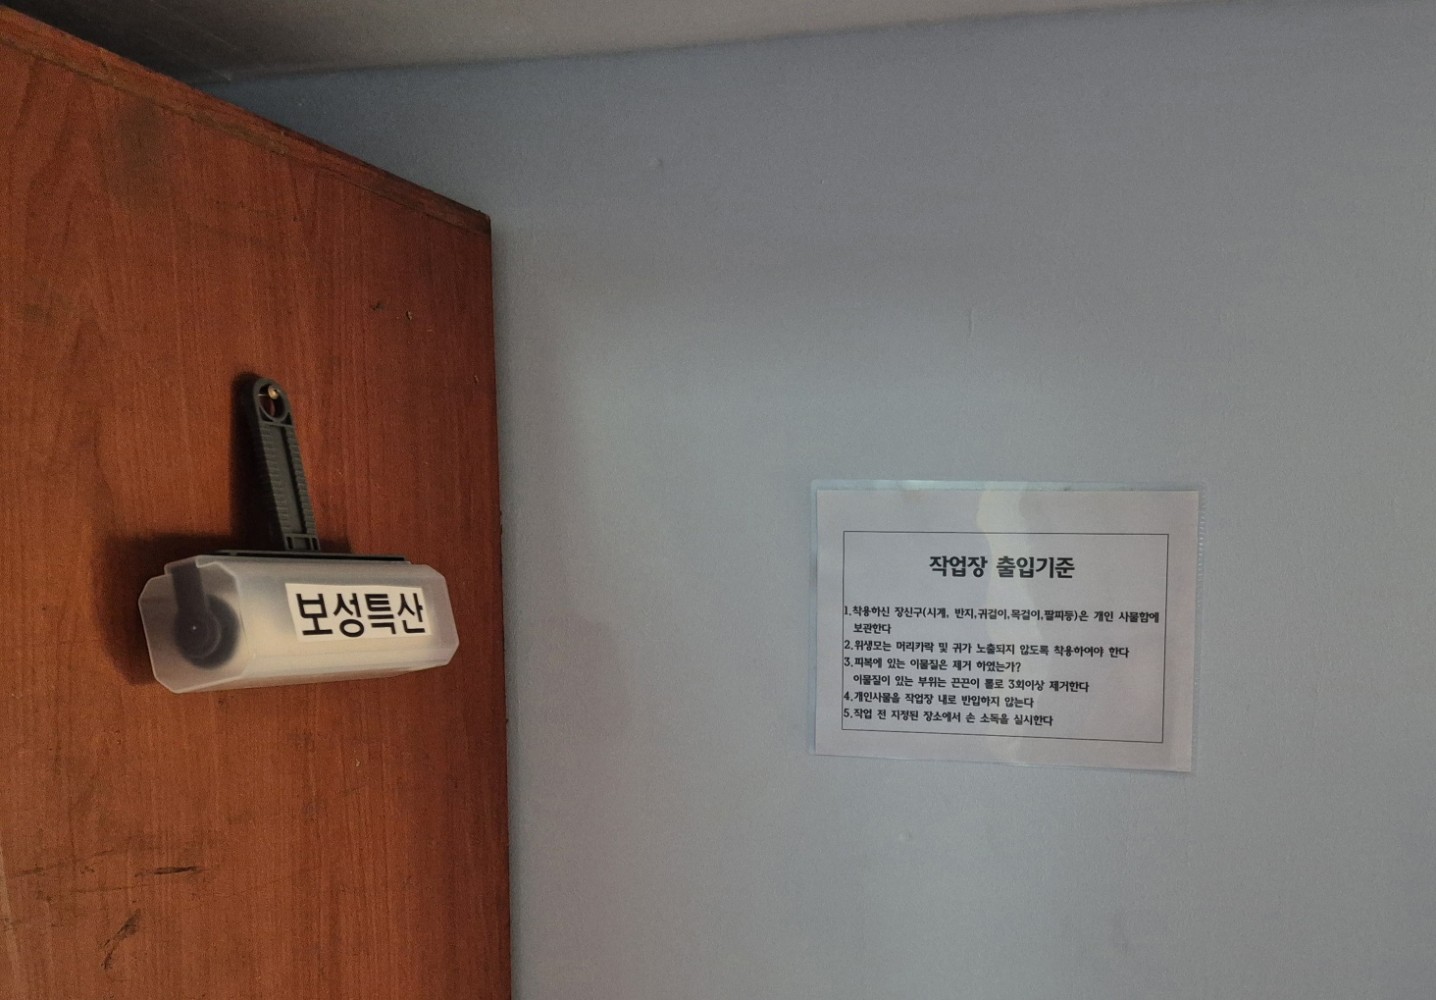 보성특산
작업장 출입기준
1.착용하신 장신구(시계, 반지,귀걸이,목걸이,팔찌등)은 개인 사물함에
보관한다
2.위생모는 머리카락 및 귀가 노출되지 않도록 착용하여야 한다
3.피복에 있는 이물질은 제거 하였는가?
이물질이 있는 부위는 끈끈이 롤로 3회이상 제거한다
4.개인사물을 작업장 내로 반입하지 않는다
5.작업 전 지정된 장소에서 손 소독을 실시한다